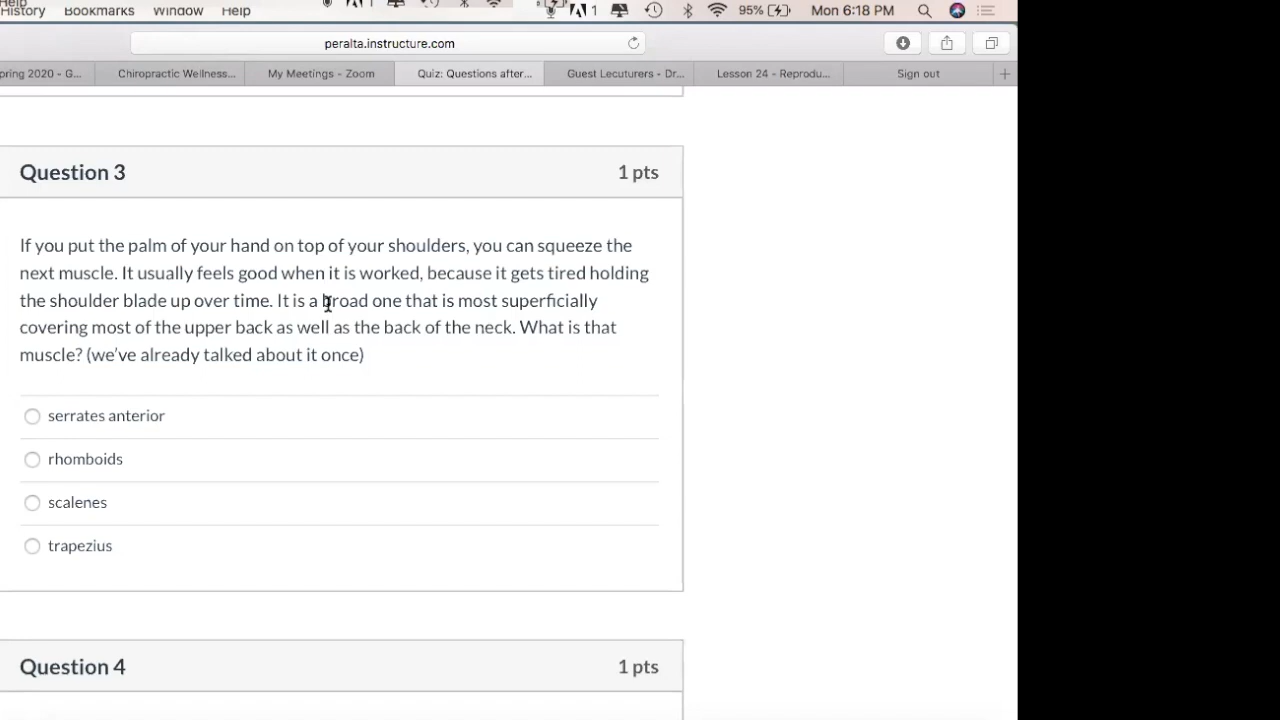 Help
History Bookmarks Window Help 1 95% Mon 6:18 PM
peralta.instructure.com
pring 2020 - G... Chiropractic Wellness... My Meetings - Zoom Quiz: Questions after... Guest Lecuturers - Dr... Lesson 24 - Reprodu... Sign out +
Question 3 1 pts
If you put the palm of your hand on top of your shoulders, you can squeeze the
next muscle. It usually feels good when it is worked, because it gets tired holding
the shoulder blade up over time. It is a broad one that is most superficially
covering most of the upper back as well as the back of the neck. What is that
muscle? (we've already talked about it once)
serrates anterior
rhomboids
scalenes
trapezius
Question 4 1 pts